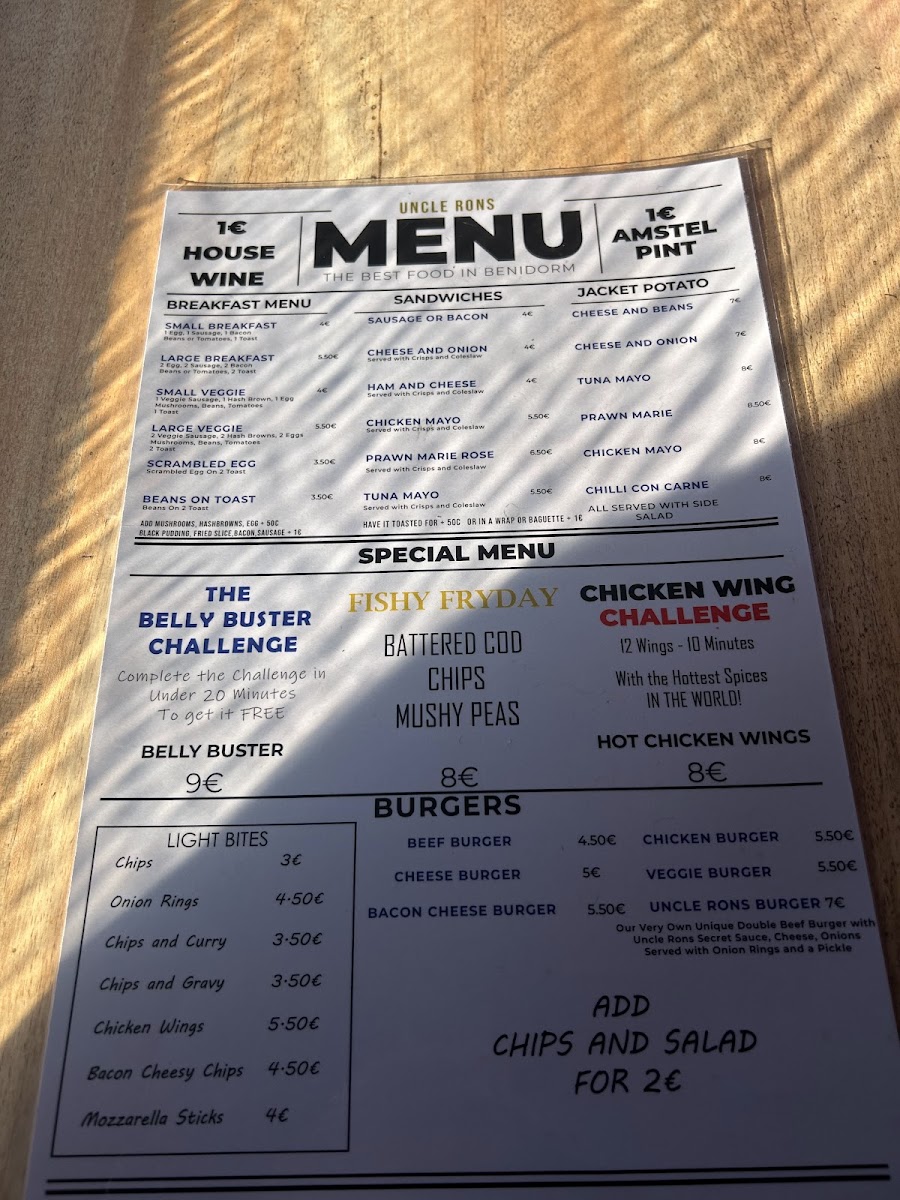 UNCLE RONS
MENU
THE BEST FOOD IN BENIDORM
1€
HOUSE
WINE
1€
AMSTEL
PINT
BREAKFAST MENU
SMALL BREAKFAST 4€
1 Egg, 1 Sausage, 1 Bacon
Beans or Tomatoes, 1 Toast
LARGE BREAKFAST 5.50€
2 Egg, 2 Sausage, 2 Bacon
Beans or Tomatoes, 2 Toast
SMALL VEGGIE 4€
1 Veggie Sausage, 1 Hash Brown, 1 Egg
Mushrooms, Beans, Tomatoes
1 Toast
LARGE VEGGIE 5.50€
2 Veggie Sausage, 2 Hash Browns, 2 Eggs
Mushrooms, Beans, Tomatoes
2 Toast
SCRAMBLED EGG 3.50€
Scrambled Egg On 2 Toast
BEANS ON TOAST 3.50€
Beans On 2 Toast
ADD MUSHROOMS, HASHBROWNS, EGG + 50C
BLACK PUDDING, FRIED SLICE, BACON, SAUSAGE + 1€
SANDWICHES
SAUSAGE OR BACON 4€
CHEESE AND ONION 4€
Served with Crisps and Coleslaw
HAM AND CHEESE 4€
Served with Crisps and Coleslaw
CHICKEN MAYO 5.50€
Served with Crisps and Coleslaw
PRAWN MARIE ROSE 6.50€
Served with Crisps and Coleslaw
TUNA MAYO 5.50€
Served with Crisps and Coleslaw
HAVE IT TOASTED FOR + 50C OR IN A WRAP OR BAGUETTE + 1€
JACKET POTATO
CHEESE AND BEANS 7€
CHEESE AND ONION 7€
TUNA MAYO 8€
PRAWN MARIE 8.50€
CHICKEN MAYO 8€
CHILLI CON CARNE 8€
ALL SERVED WITH SIDE
SALAD
SPECIAL MENU
THE
BELLY BUSTER
CHALLENGE
Complete the Challenge in
Under 20 Minutes
To get it FREE
BELLY BUSTER
9€
FISHY FRYDAY
BATTERED COD
CHIPS
MUSHY PEAS
8€
CHICKEN WING
CHALLENGE
12 Wings - 10 Minutes
With the Hottest Spices
IN THE WORLD!
HOT CHICKEN WINGS
8€
BURGERS
LIGHT BITES
Chips 3€
Onion Rings 4.50€
Chips and Curry 3.50€
Chips and Gravy 3.50€
Chicken Wings 5.50€
Bacon Cheesy Chips 4.50€
Mozzarella Sticks 4€
BEEF BURGER 4.50€
CHEESE BURGER 5€
BACON CHEESE BURGER 5.50€
CHICKEN BURGER 5.50€
VEGGIE BURGER 5.50€
UNCLE RONS BURGER 7€
Our Very Own Unique Double Beef Burger with
Uncle Rons Secret Sauce, Cheese, Onions
Served with Onion Rings and a Pickle
ADD
CHIPS AND SALAD
FOR 2€